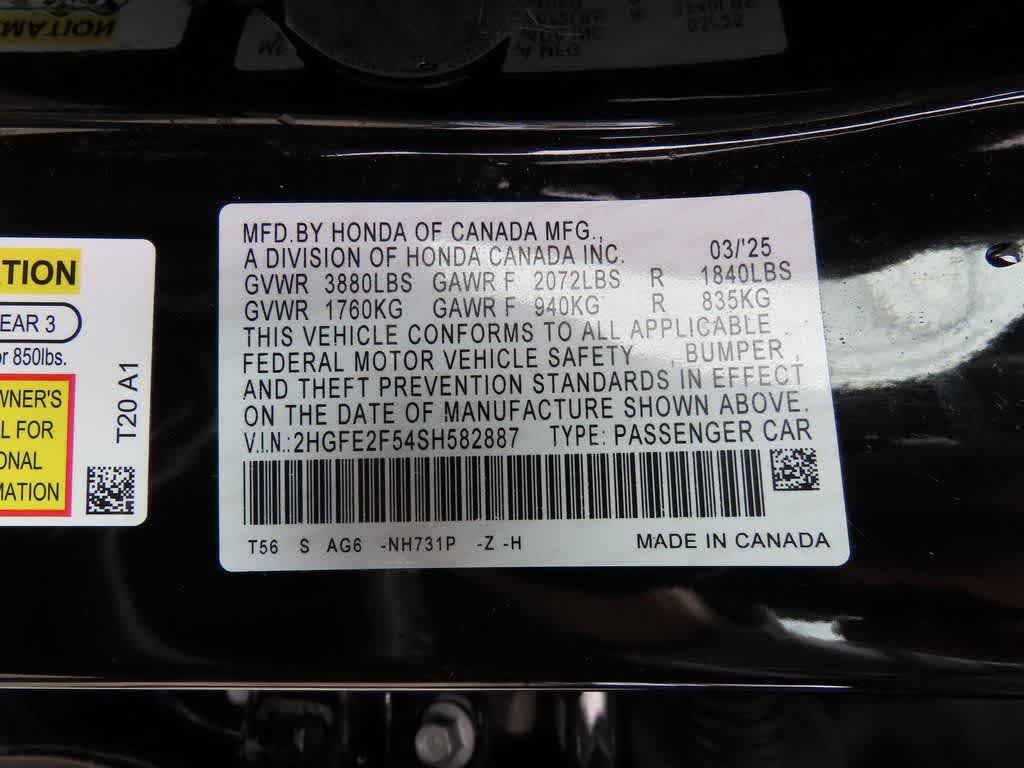 MFD.BY HONDA OF CANADA MFG.,
A DIVISION OF HONDA CANADA INC. 03/'25
GVWR 3880LBS GAWR F 2072LBS R 1840LBS
GVWR 1760KG GAWR F 940KG R 835KG
THIS VEHICLE CONFORMS TO ALL APPLICABLE
FEDERAL MOTOR VEHICLE SAFETY , BUMPER ,
AND THEFT PREVENTION STANDARDS IN EFFECT
ON THE DATE OF MANUFACTURE SHOWN ABOVE.
V.I.N.:2HGFE2F54SH582887 TYPE: PASSENGER CAR
T56 S AG6 -NH731P -Z -H MADE IN CANADA
TION
EAR 3
or 850lbs.
WNER'S
L FOR
ONAL
MATION
T20 A1